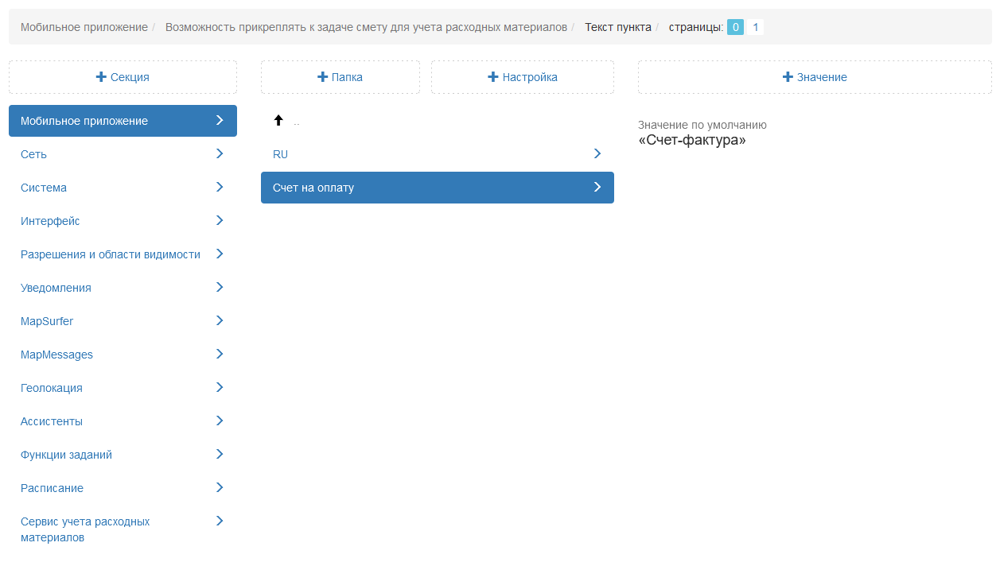 Мобильное приложение / Возможность прикреплять к задаче смету для учета расходных материалов / Текст пункта / страницы: 0 1
Секция
Папка
Настройка
Значение
Мобильное приложение
Сеть
Система
Интерфейс
Разрешения и области видимости
Уведомления
MapSurfer
MapMessages
Геолокация
Ассистенты
Функции заданий
Расписание
Сервис учета расходных
материалов
..
RU
Счет на оплату
Значение по умолчанию
«Счет-фактура»